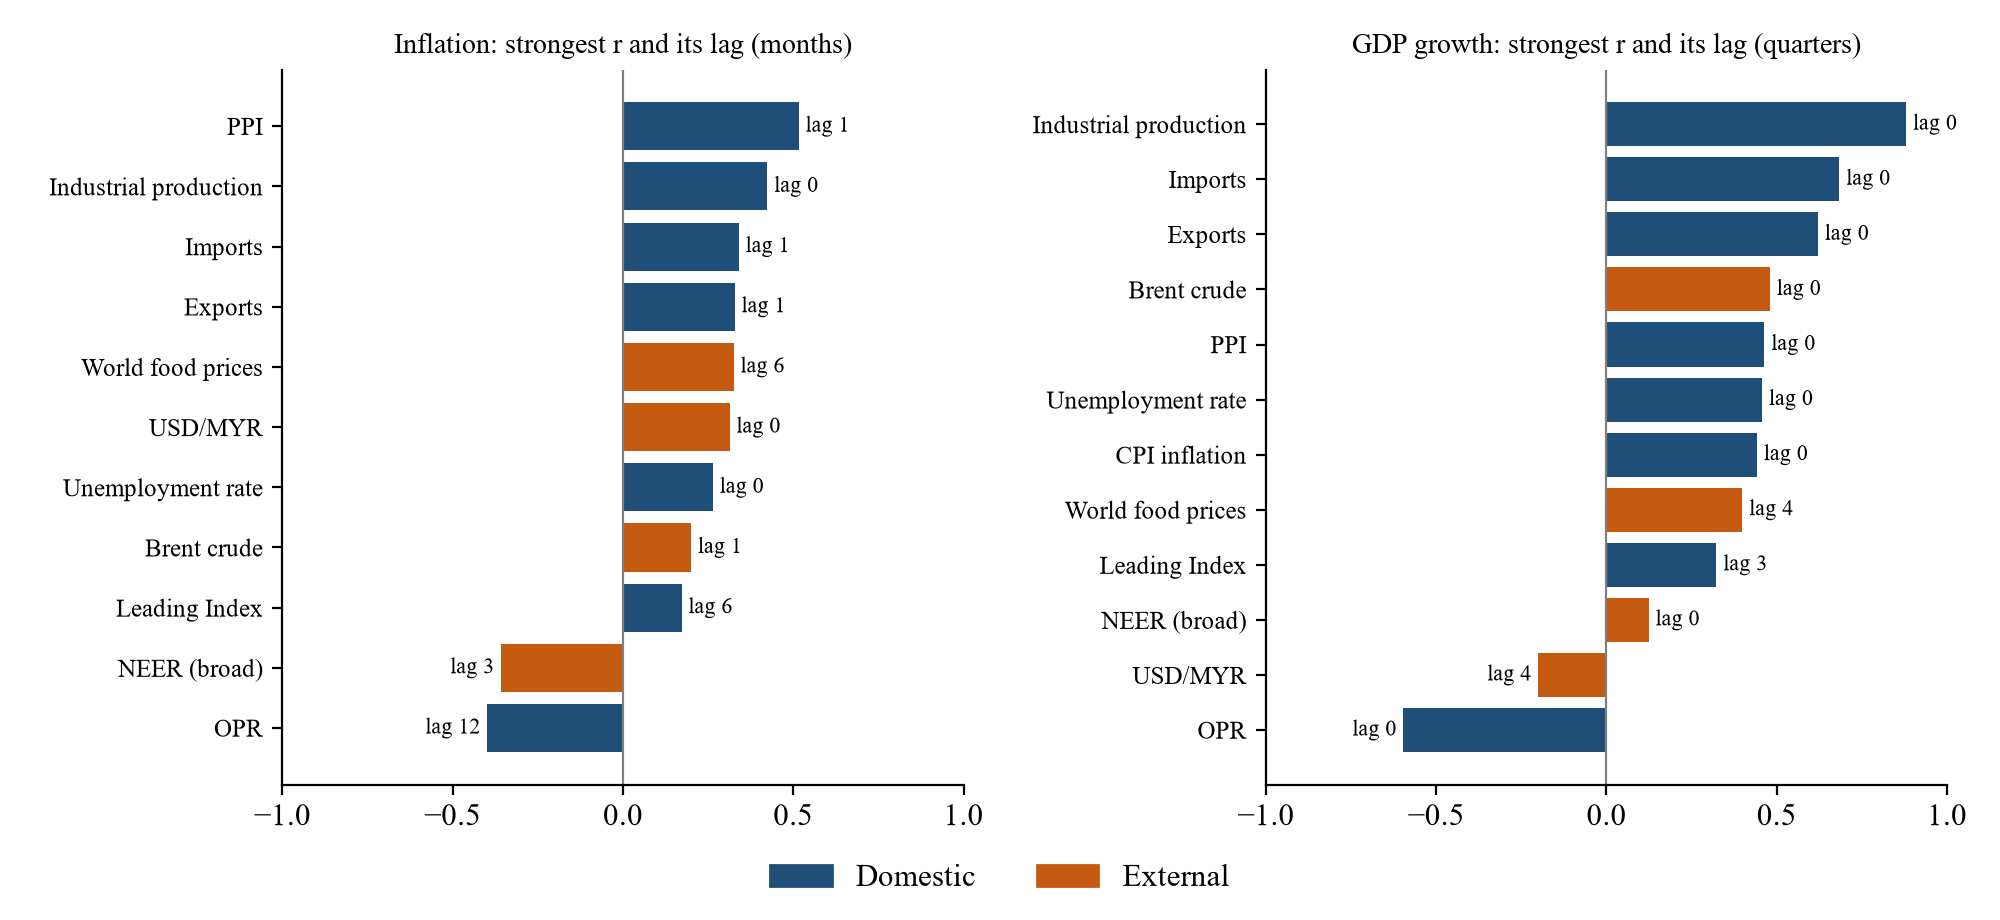 Inflation: strongest r and its lag (months)
PPI
lag 1
Industrial production
lag 0
Imports
lag 1
Exports
lag 1
World food prices
lag 6
USD/MYR
lag 0
Unemployment rate
lag 0
Brent crude
lag 1
Leading Index
lag 6
NEER (broad)
lag 3
OPR
lag 12
−1.0
−0.5
0.0
0.5
1.0
GDP growth: strongest r and its lag (quarters)
Industrial production
lag 0
Imports
lag 0
Exports
lag 0
Brent crude
lag 0
PPI
lag 0
Unemployment rate
lag 0
CPI inflation
lag 0
World food prices
lag 4
Leading Index
lag 3
NEER (broad)
lag 0
USD/MYR
lag 4
OPR
lag 0
−1.0
−0.5
0.0
0.5
1.0
Domestic
External